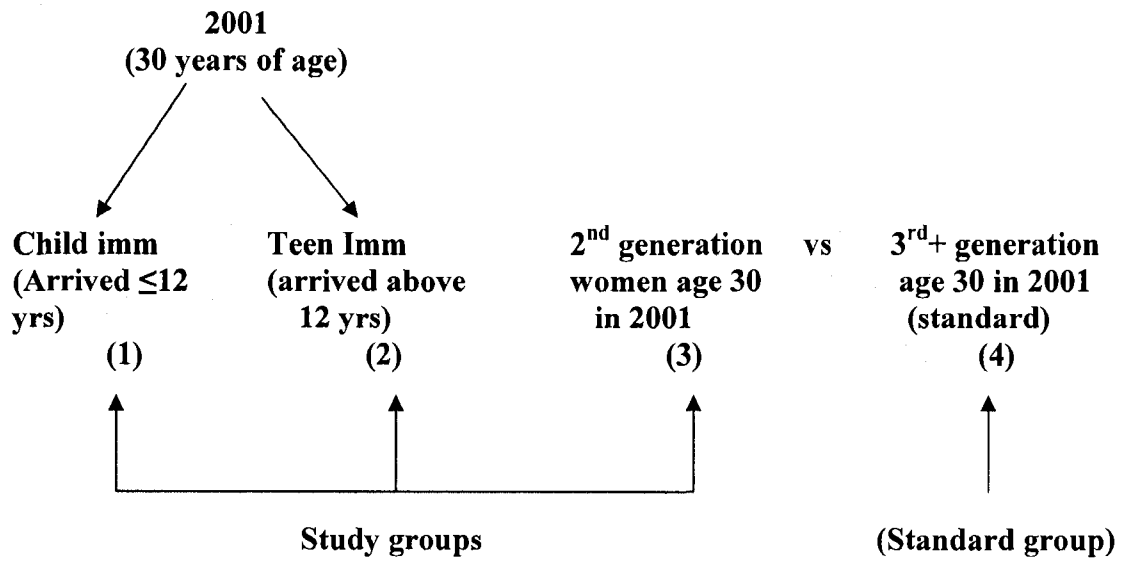 2001
(30 years of age)
Child imm
(Arrived ≤12
yrs)
(1)
Teen Imm
(arrived above
12 yrs)
(2)
2nd generation
women age 30
in 2001
(3)
vs
3rd+ generation
age 30 in 2001
(standard)
(4)
Study groups
(Standard group)